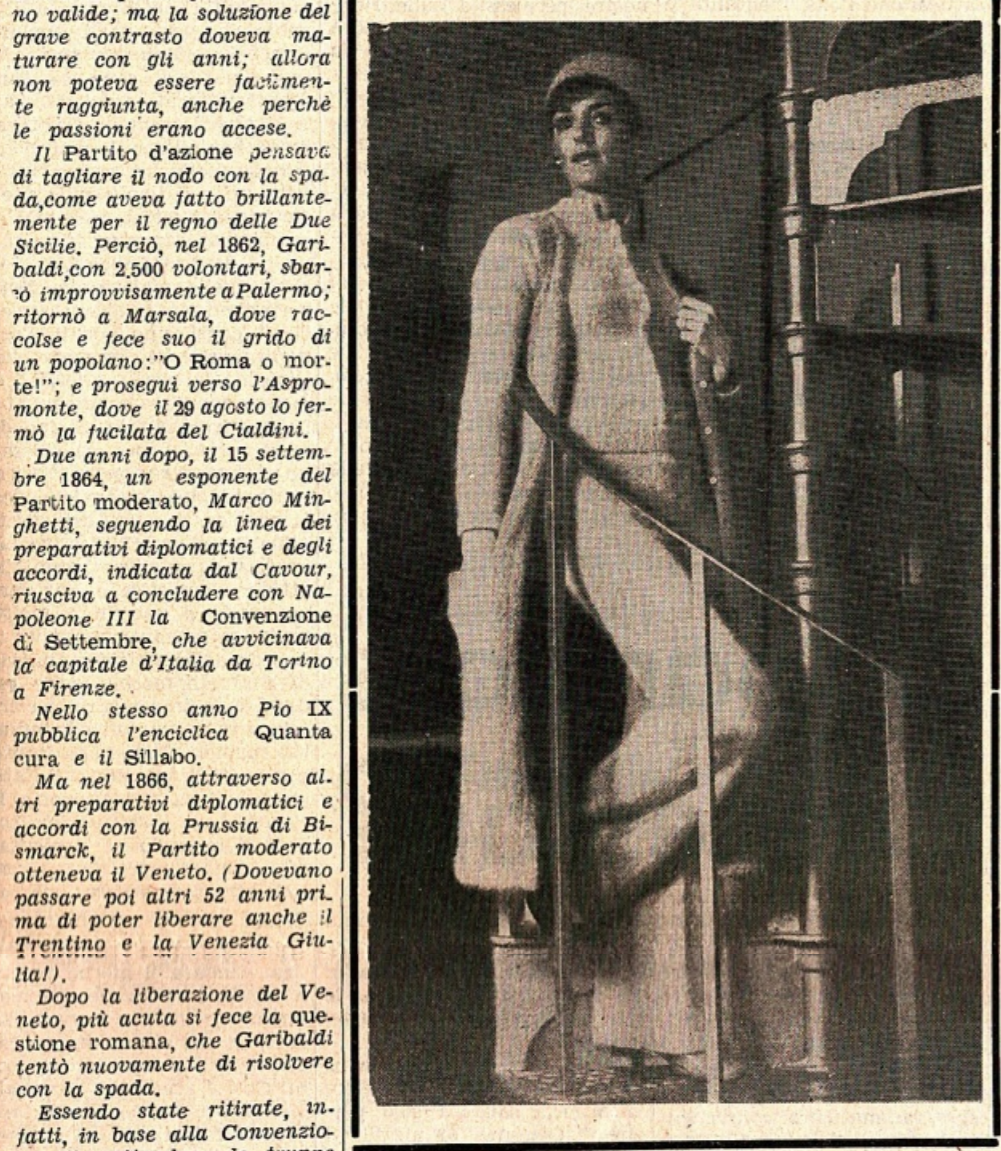 no valide; ma la soluzione del
grave contrasto doveva ma-
turare con gli anni; allora
non poteva essere facilmen-
te raggiunta, anche perchè
le passioni erano accese.
Il Partito d'azione pensava
di tagliare il nodo con la spa-
da,come aveva fatto brillante-
mente per il regno delle Due
Sicilie. Perciò, nel 1862, Gari-
baldi,con 2.500 volontari, sbar-
cò improvvisamente a Palermo;
ritornò a Marsala, dove rac-
colse e fece suo il grido di
un popolano:"O Roma o mor-
te!"; e proseguì verso l'Aspro-
monte, dove il 29 agosto lo fer-
mò la fucilata del Cialdini.
Due anni dopo, il 15 settem-
bre 1864, un esponente del
Partito moderato, Marco Min-
ghetti, seguendo la linea dei
preparativi diplomatici e degli
accordi, indicata dal Cavour,
riusciva a concludere con Na-
poleone III la Convenzione
di Settembre, che avvicinava
la capitale d'Italia da Torino
a Firenze.
Nello stesso anno Pio IX
pubblica l'enciclica Quanta
cura e il Sillabo.
Ma nel 1866, attraverso al-
tri preparativi diplomatici e
accordi con la Prussia di Bi-
smarck, il Partito moderato
otteneva il Veneto. (Dovevano
passare poi altri 52 anni pri-
ma di poter liberare anche il
Trentino e la Venezia Giu-
lia!).
Dopo la liberazione del Ve-
neto, più acuta si fece la que-
stione romana, che Garibaldi
tentò nuovamente di risolvere
con la spada.
Essendo state ritirate, in-
fatti, in base alla Convenzio-